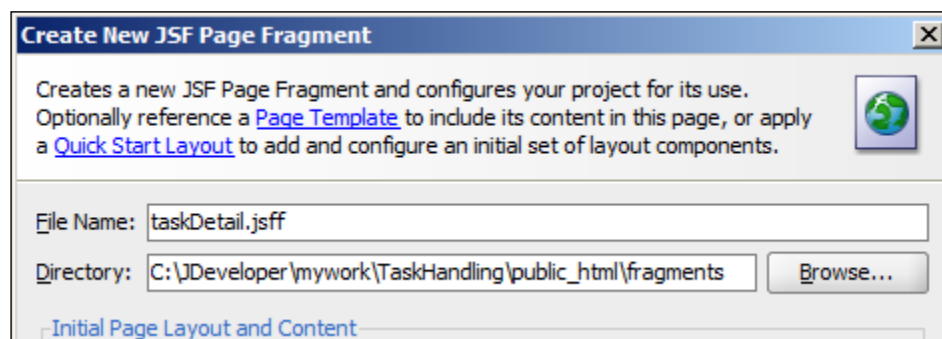 Create New JSF Page Fragment
Creates a new JSF Page Fragment and configures your project for its use.
Optionally reference a Page Template to include its content in this page, or apply
a Quick Start Layout to add and configure an initial set of layout components.
File Name: taskDetail.jsff
Directory: C:\JDeveloper\mywork\TaskHandling\public_html\fragments Browse...
Initial Page Layout and Content